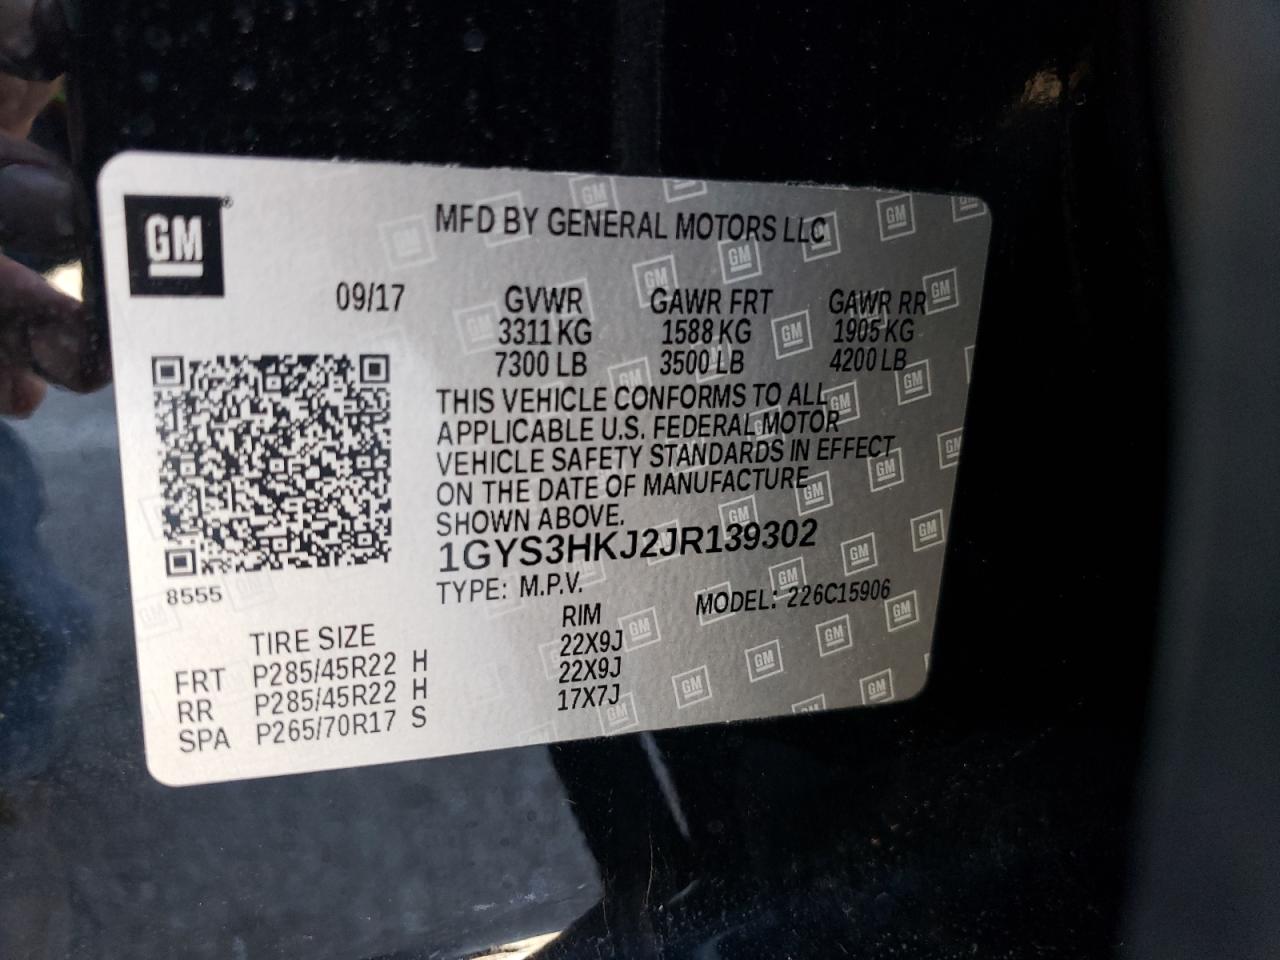 GM®
MFD BY GENERAL MOTORS LLC
09/17
GVWR GAWR FRT GAWR RR
3311 KG 1588 KG 1905 KG
7300 LB 3500 LB 4200 LB
THIS VEHICLE CONFORMS TO ALL
APPLICABLE U.S. FEDERAL MOTOR
VEHICLE SAFETY STANDARDS IN EFFECT
ON THE DATE OF MANUFACTURE
SHOWN ABOVE.
1GYS3HKJ2JR139302
8555
TYPE: M.P.V. MODEL: 226C15906
TIRE SIZE RIM
FRT P285/45R22 H 22X9J
RR P285/45R22 H 22X9J
SPA P265/70R17 S 17X7J